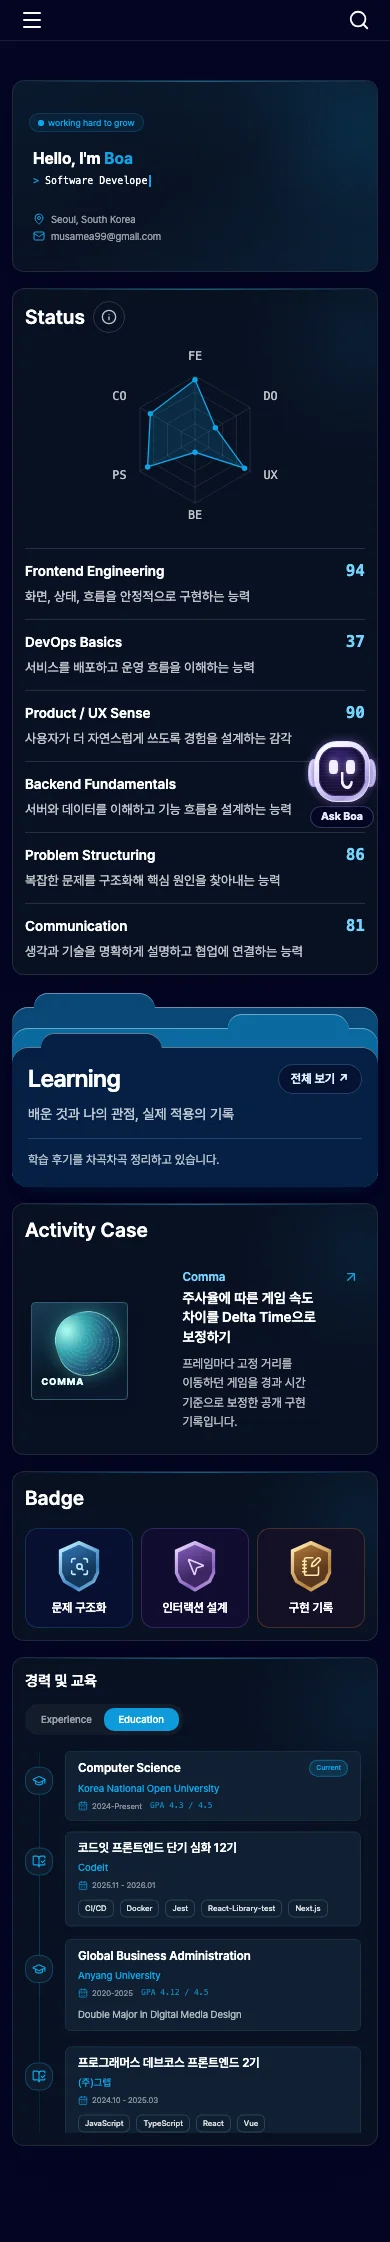 working hard to grow
Hello, I'm Boa
> Software Develope
Seoul, South Korea
musamea99@gmail.com
Status
FE
CO
DO
PS
UX
BE
Frontend Engineering 94
화면, 상태, 흐름을 안정적으로 구현하는 능력
DevOps Basics 37
서비스를 배포하고 운영 흐름을 이해하는 능력
Product / UX Sense 90
사용자가 더 자연스럽게 쓰도록 경험을 설계하는 감각
Backend Fundamentals
서버와 데이터를 이해하고 기능 흐름을 설계하는 능력
Ask Boa
Problem Structuring 86
복잡한 문제를 구조화해 핵심 원인을 찾아내는 능력
Communication 81
생각과 기술을 명확하게 설명하고 협업에 연결하는 능력
Learning
전체 보기 ↗
배운 것과 나의 관점, 실제 적용의 기록
학습 후기를 차곡차곡 정리하고 있습니다.
Activity Case
COMMA
Comma
주사율에 따른 게임 속도
차이를 Delta Time으로
보정하기
프레임마다 고정 거리를
이동하던 게임을 경과 시간
기준으로 보정한 공개 구현
기록입니다.
Badge
문제 구조화
인터랙션 설계
구현 기록
경력 및 교육
Experience
Education
Computer Science
Current
Korea National Open University
2024-Present GPA 4.3 / 4.5
코드잇 프론트엔드 단기 심화 12기
Codeit
2025.11 - 2026.01
CI/CD
Docker
Jest
React-Library-test
Next.js
Global Business Administration
Anyang University
2020-2025 GPA 4.12 / 4.5
Double Major in Digital Media Design
프로그래머스 데브코스 프론트엔드 2기
(주)그렙
2024.10 - 2025.03
JavaScript
TypeScript
React
Vue